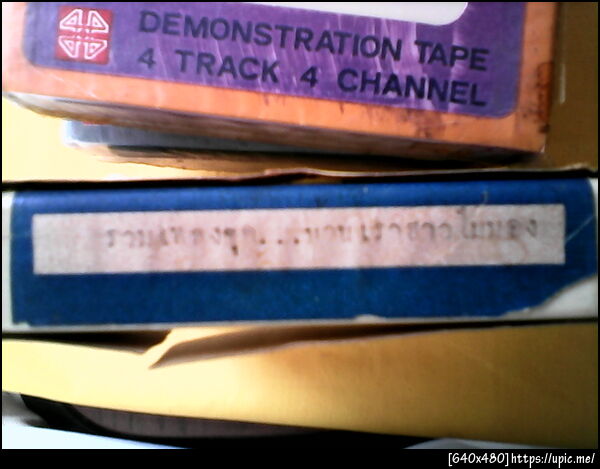 DEMONSTRATION TAPE
4 TRACK 4 CHANNEL
รวมเพลงชุด...
[640x480]https://upic.me/